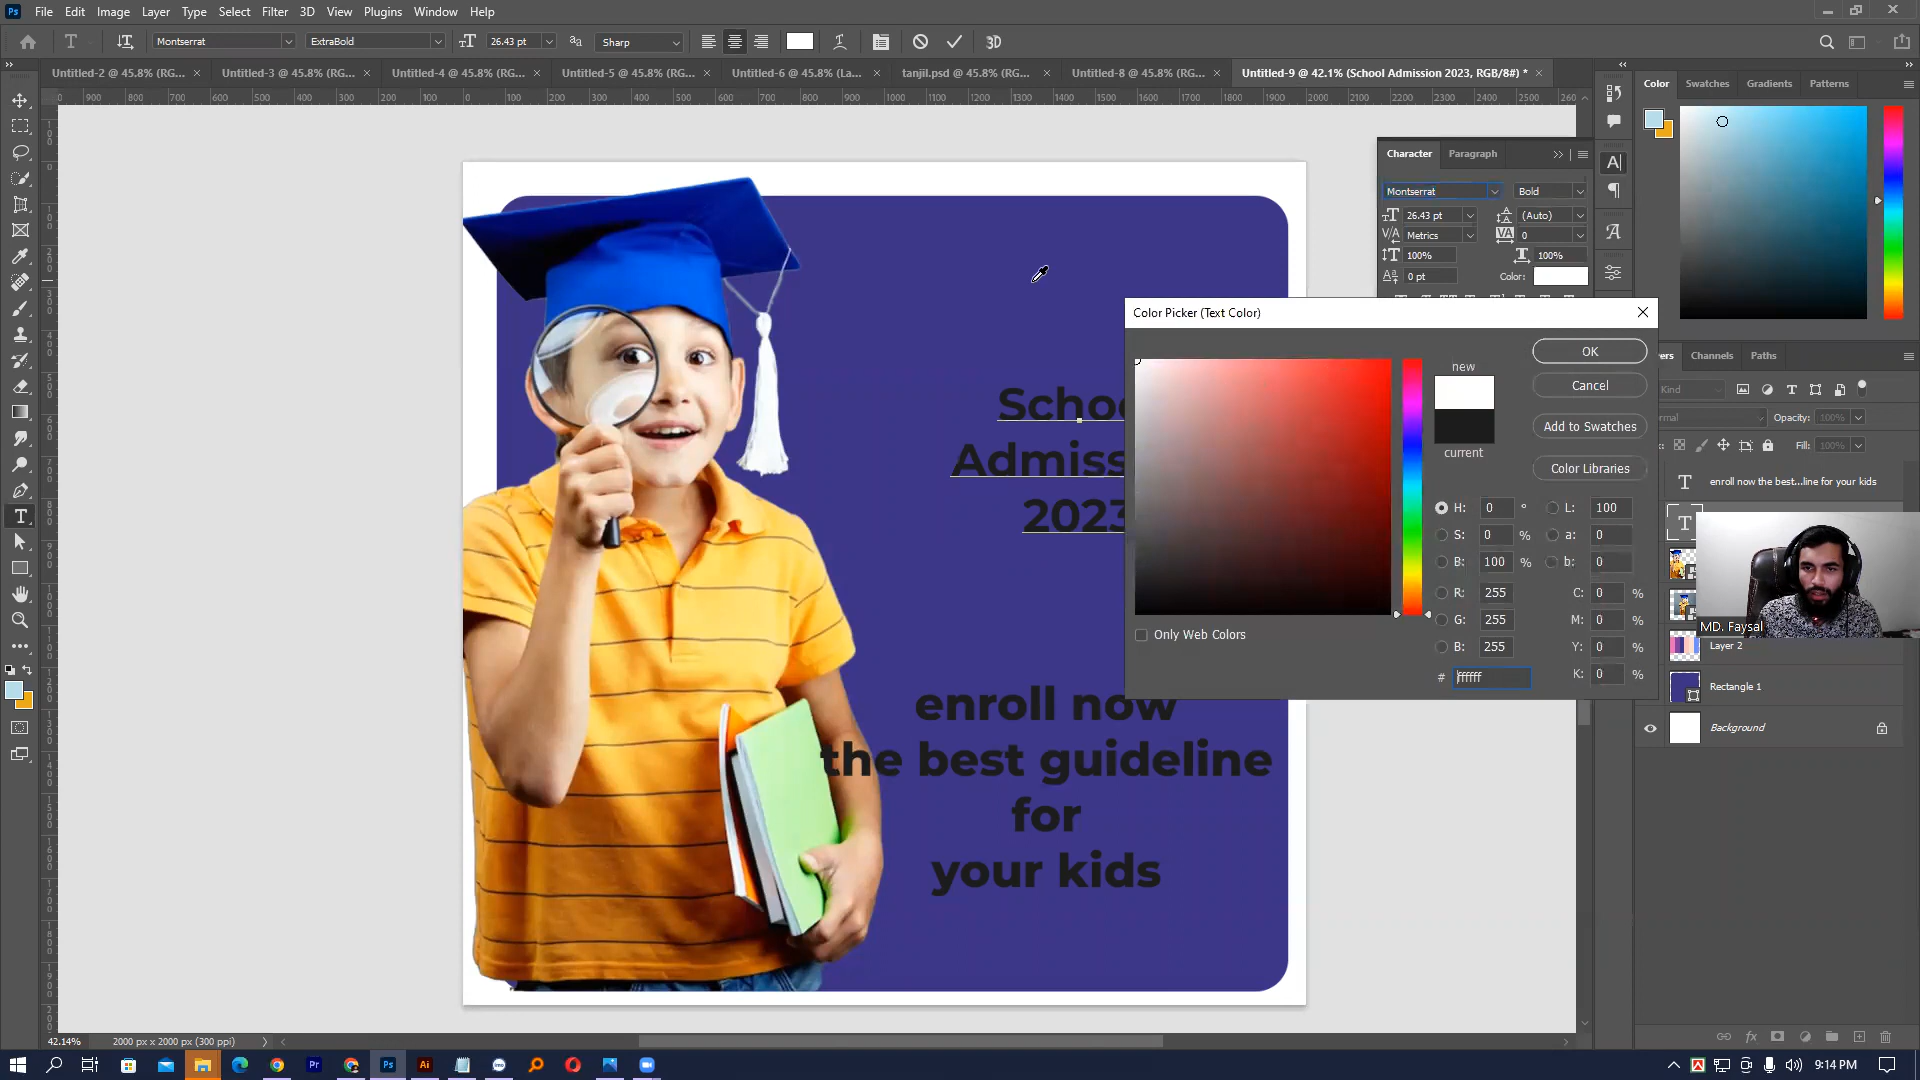 File Edit Image Layer Type Select Filter 3D View Plugins Window Help
Montserrat ExtraBold 26.43 pt Sharp 3D
Untitled-2 @ 45.8% (RG... Untitled-3 @ 45.8% (RG... Untitled-4 @ 45.8% (RG... Untitled-5 @ 45.8% (RG... Untitled-6 @ 45.8% (La... tanjil.psd @ 45.8% (RG... Untitled-8 @ 45.8% (RG... Untitled-9 @ 42.1% (School Admission 2023, RGB/8#) *
Color Swatches Gradients Patterns
Character Paragraph
Montserrat Bold
26.43 pt (Auto)
Metrics 0
100% 100%
0 pt Color:
Color Picker (Text Color)
new
current
OK
Cancel
Add to Swatches
Color Libraries
H: 0 ° L: 100
S: 0 % a: 0
B: 100 % b: 0
R: 255 C: 0 %
G: 255 M: 0 %
B: 255 Y: 0 %
# ffffff K: 0 %
Only Web Colors
Channels Paths
Kind
Opacity: 100%
Fill: 100%
enroll now the best...line for your kids
MD. Faysal
Layer 2
Rectangle 1
Background
Schoo
Admiss
2023
enroll now
the best guideline
for
your kids
42.14% 2000 px x 2000 px (300 ppi)
9:14 PM